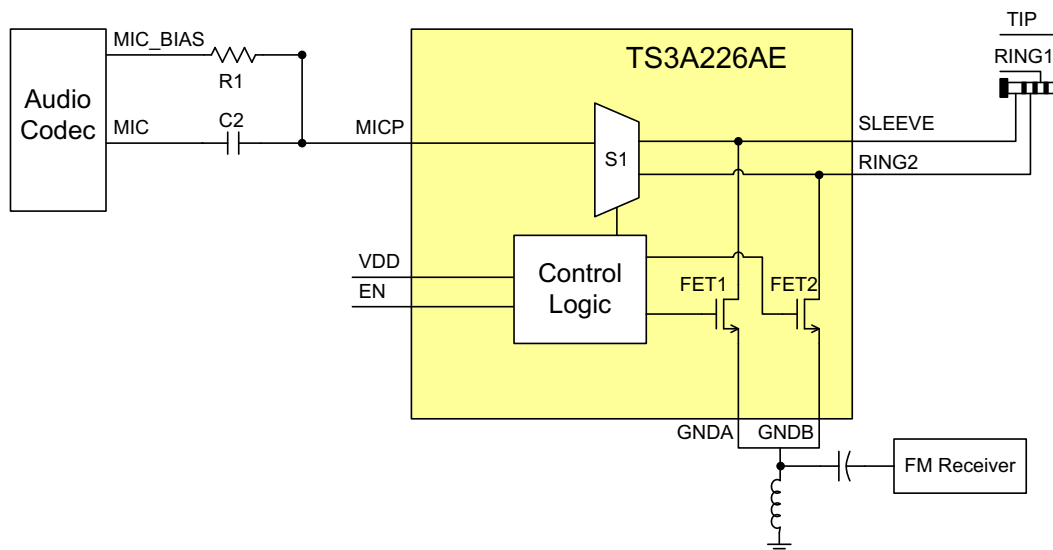 TIP
MIC_BIAS
TS3A226AE
RING1
R1
Audio
Codec
MIC
C2
MICP
SLEEVE
S1
RING2
VDD
EN
Control
Logic
FET1
FET2
GNDA
GNDB
FM Receiver